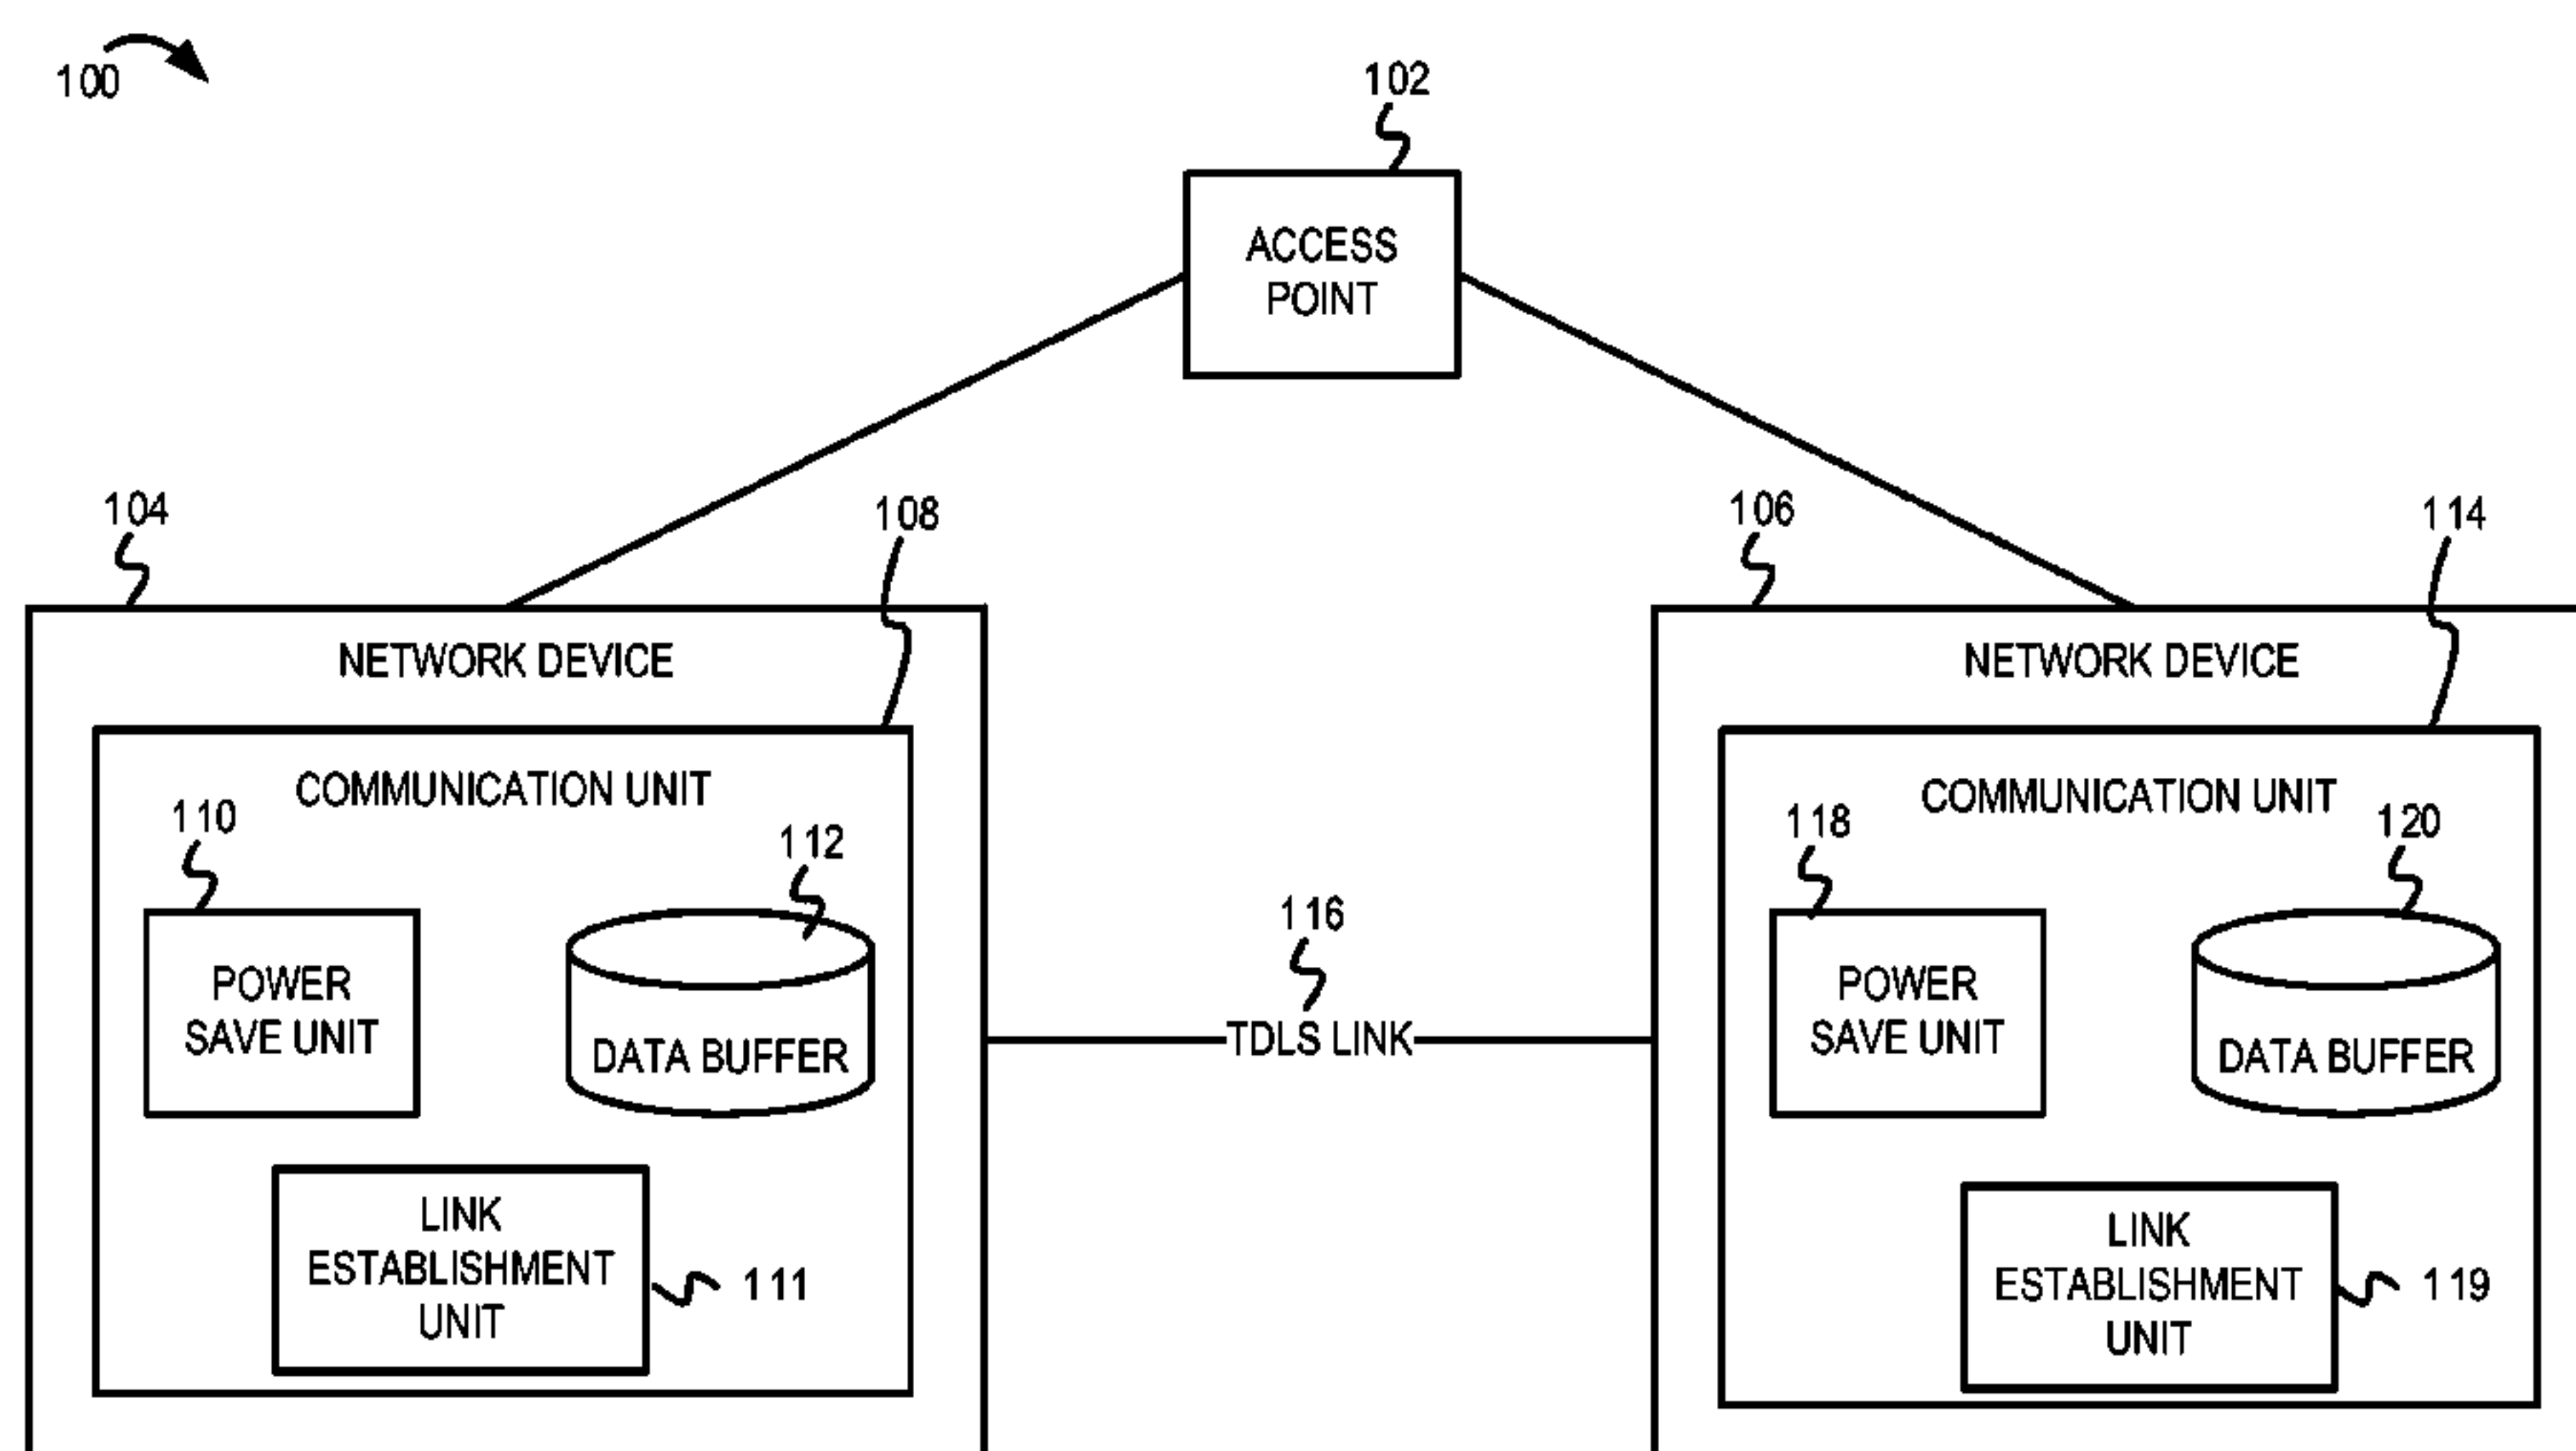 100
102
ACCESS
POINT
104
108
106
114
NETWORK DEVICE
NETWORK DEVICE
COMMUNICATION UNIT
COMMUNICATION UNIT
110
112
118
120
116
POWER
SAVE UNIT
DATA BUFFER
TDLS LINK
POWER
SAVE UNIT
DATA BUFFER
LINK
ESTABLISHMENT
UNIT
111
LINK
ESTABLISHMENT
UNIT
119